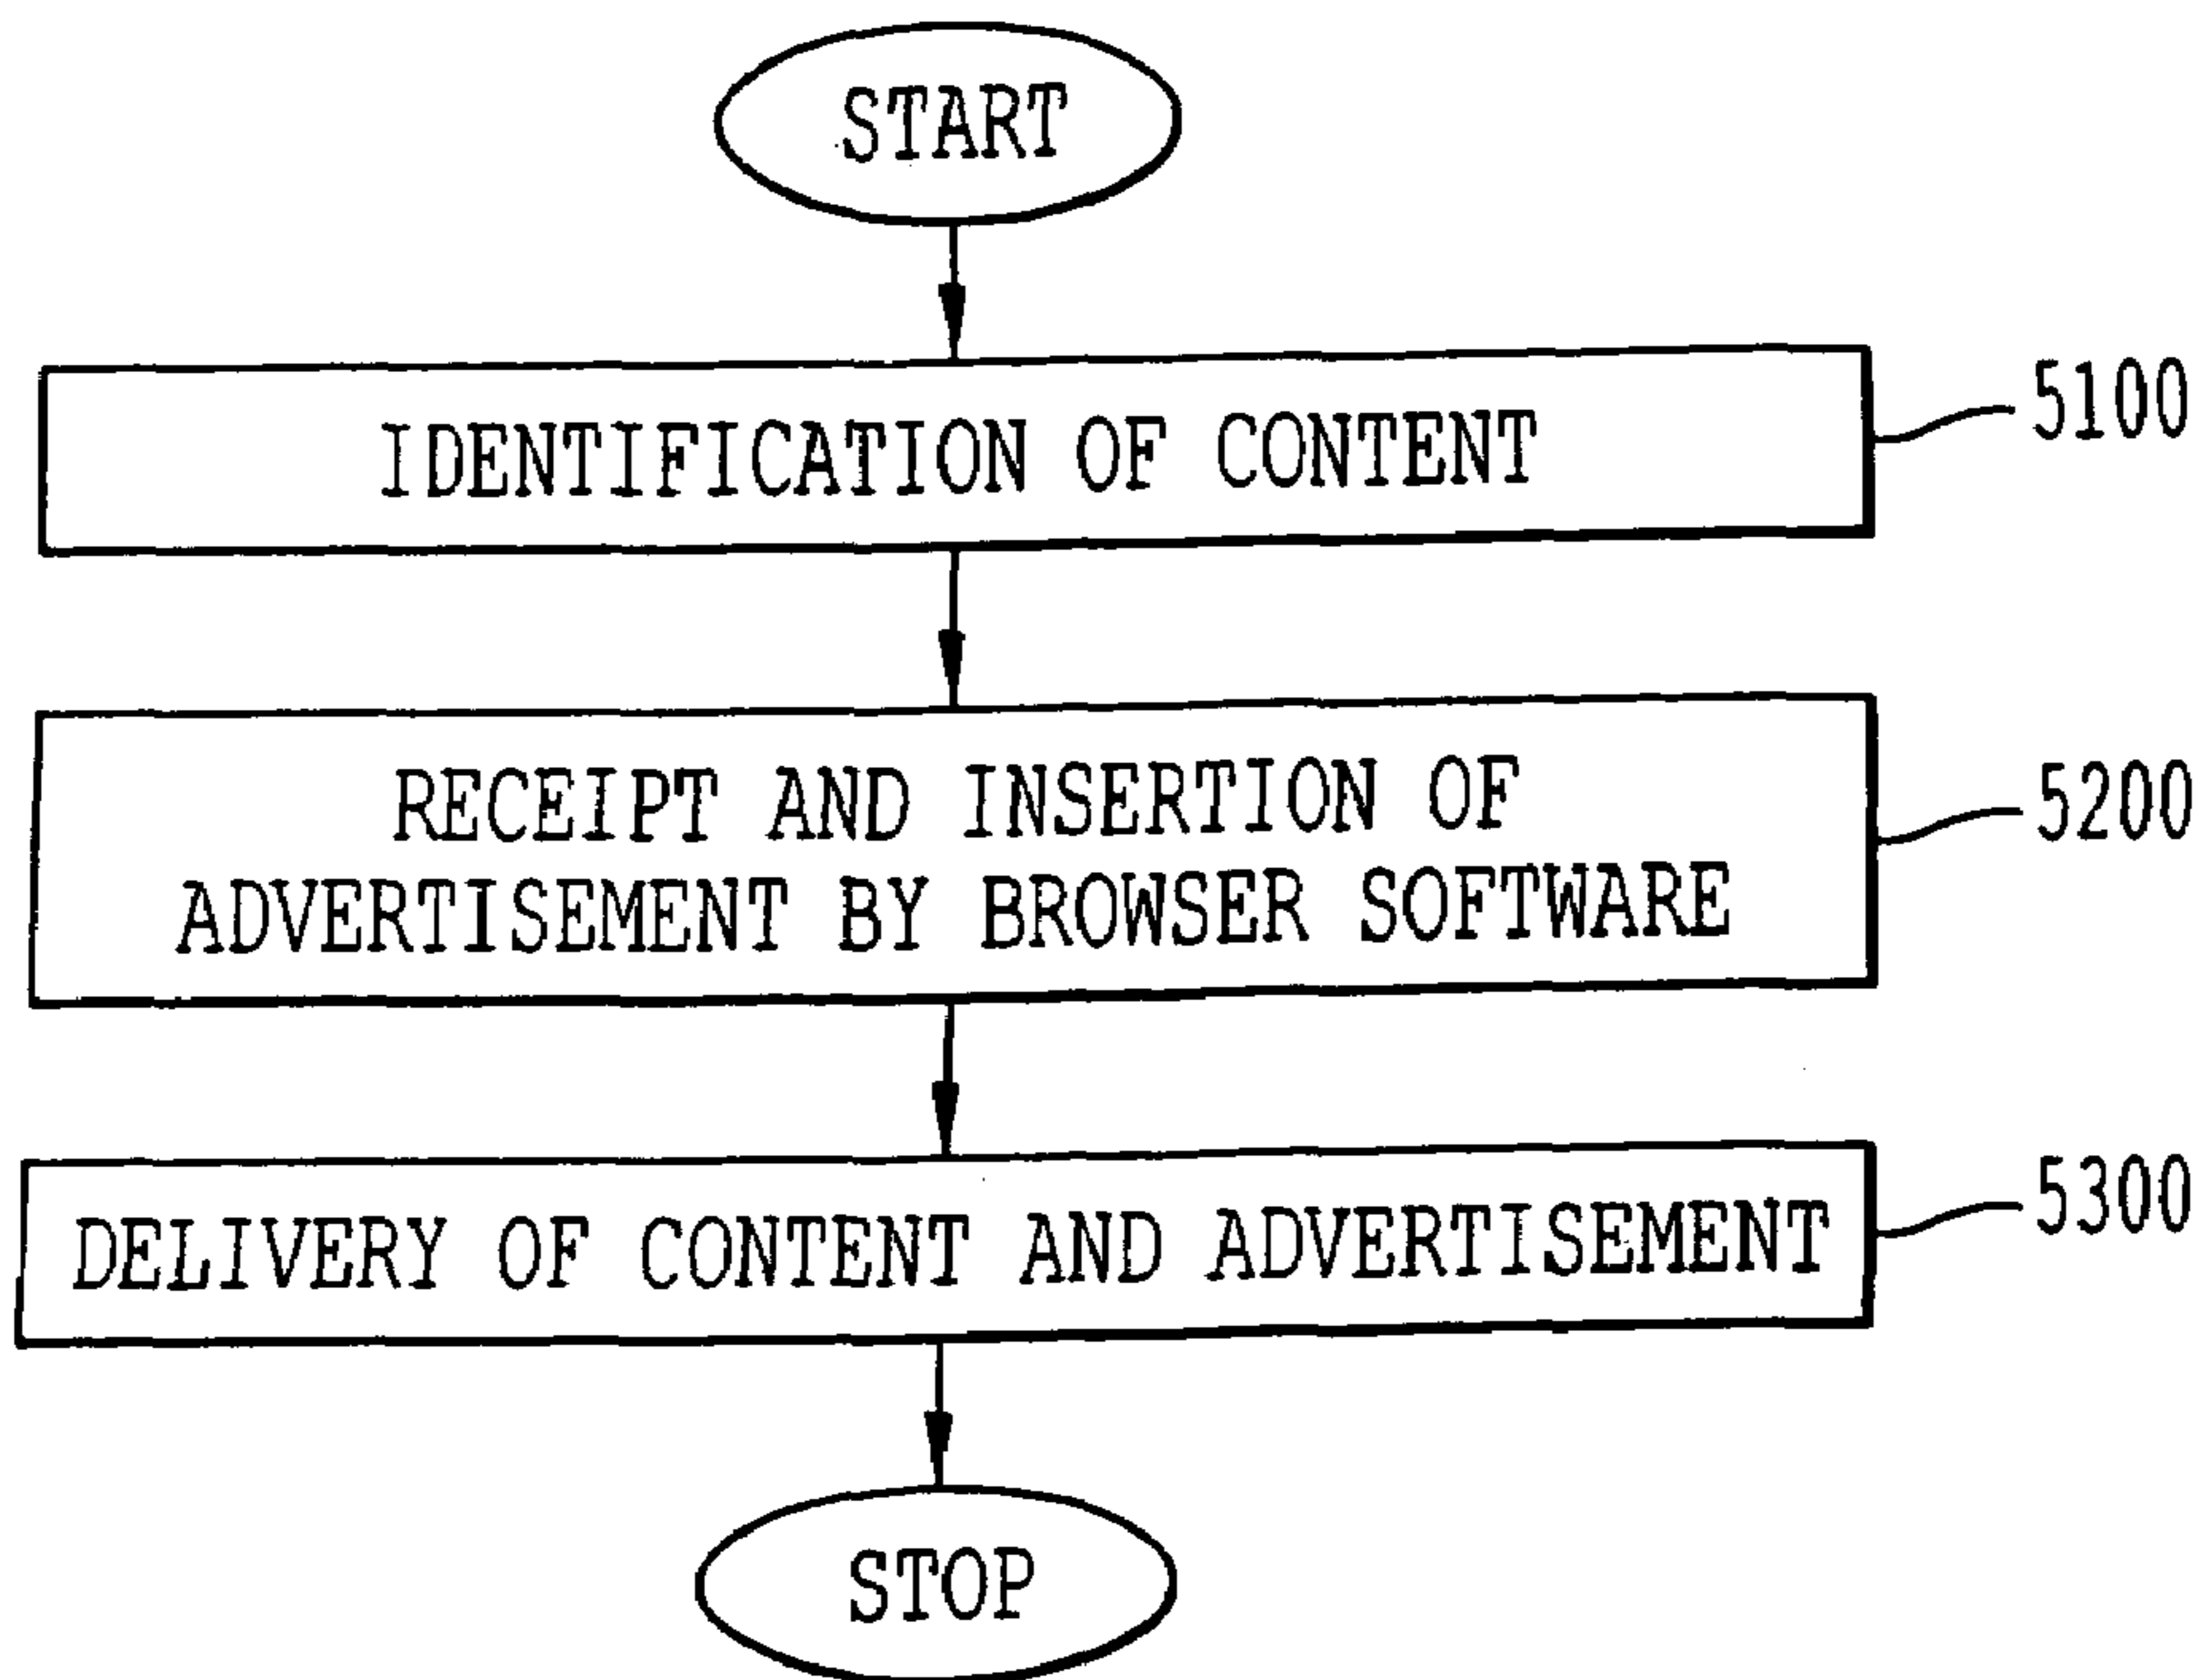 START
IDENTIFICATION OF CONTENT
5100
RECEIPT AND INSERTION OF
ADVERTISEMENT BY BROWSER SOFTWARE
5200
DELIVERY OF CONTENT AND ADVERTISEMENT
5300
STOP